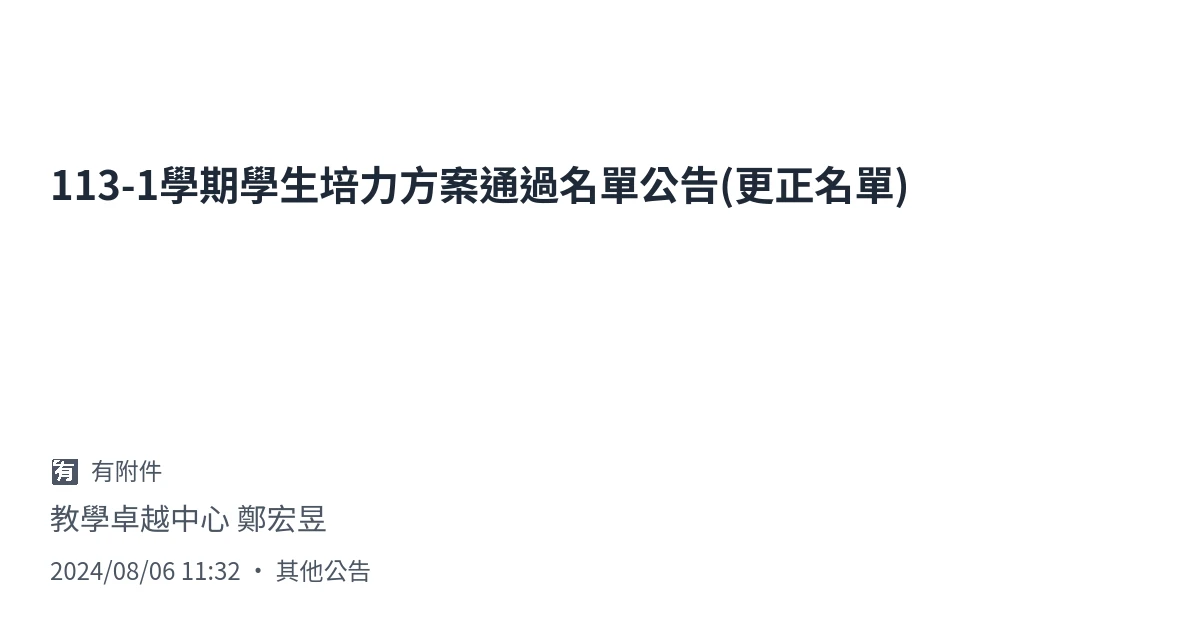 113-1學期學生培力方案通過名單公告(更正名單)
有 有附件
教學卓越中心 鄭宏昱
2024/08/06 11:32 ・ 其他公告